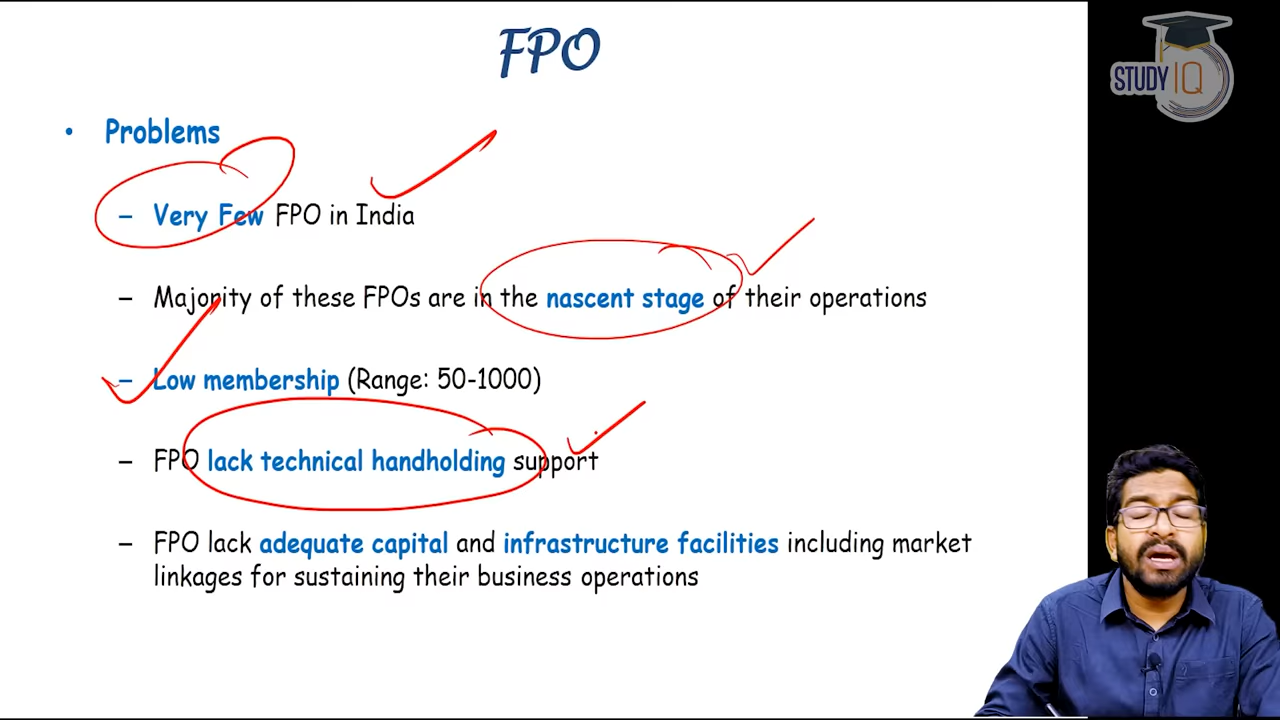 FPO
STUDY IQ
• Problems
– Very Few FPO in India
– Majority of these FPOs are in the nascent stage of their operations
– Low membership (Range: 50-1000)
– FPO lack technical handholding support
– FPO lack adequate capital and infrastructure facilities including market
linkages for sustaining their business operations